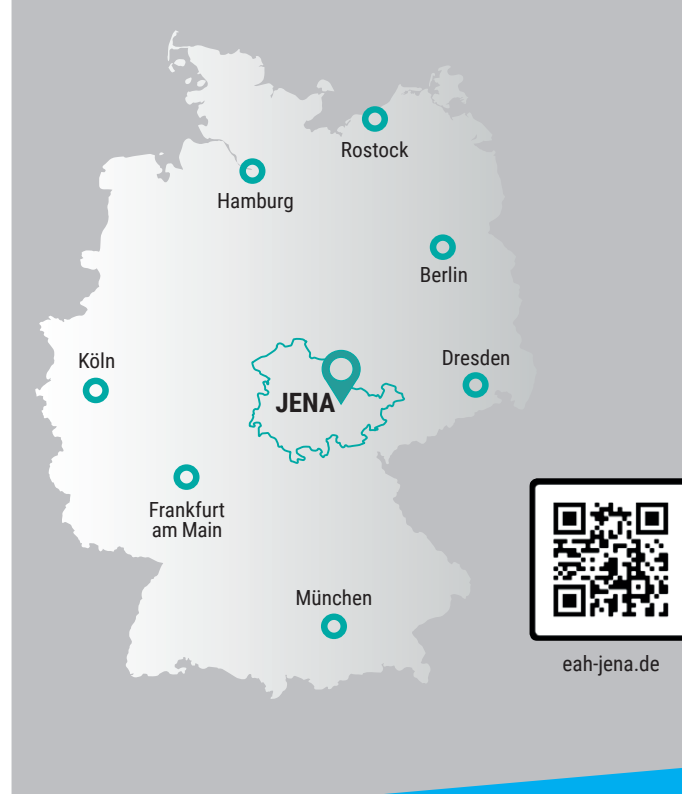 Rostock
Hamburg
Berlin
Köln
Dresden
JENA
Frankfurt
am Main
München
eah-jena.de